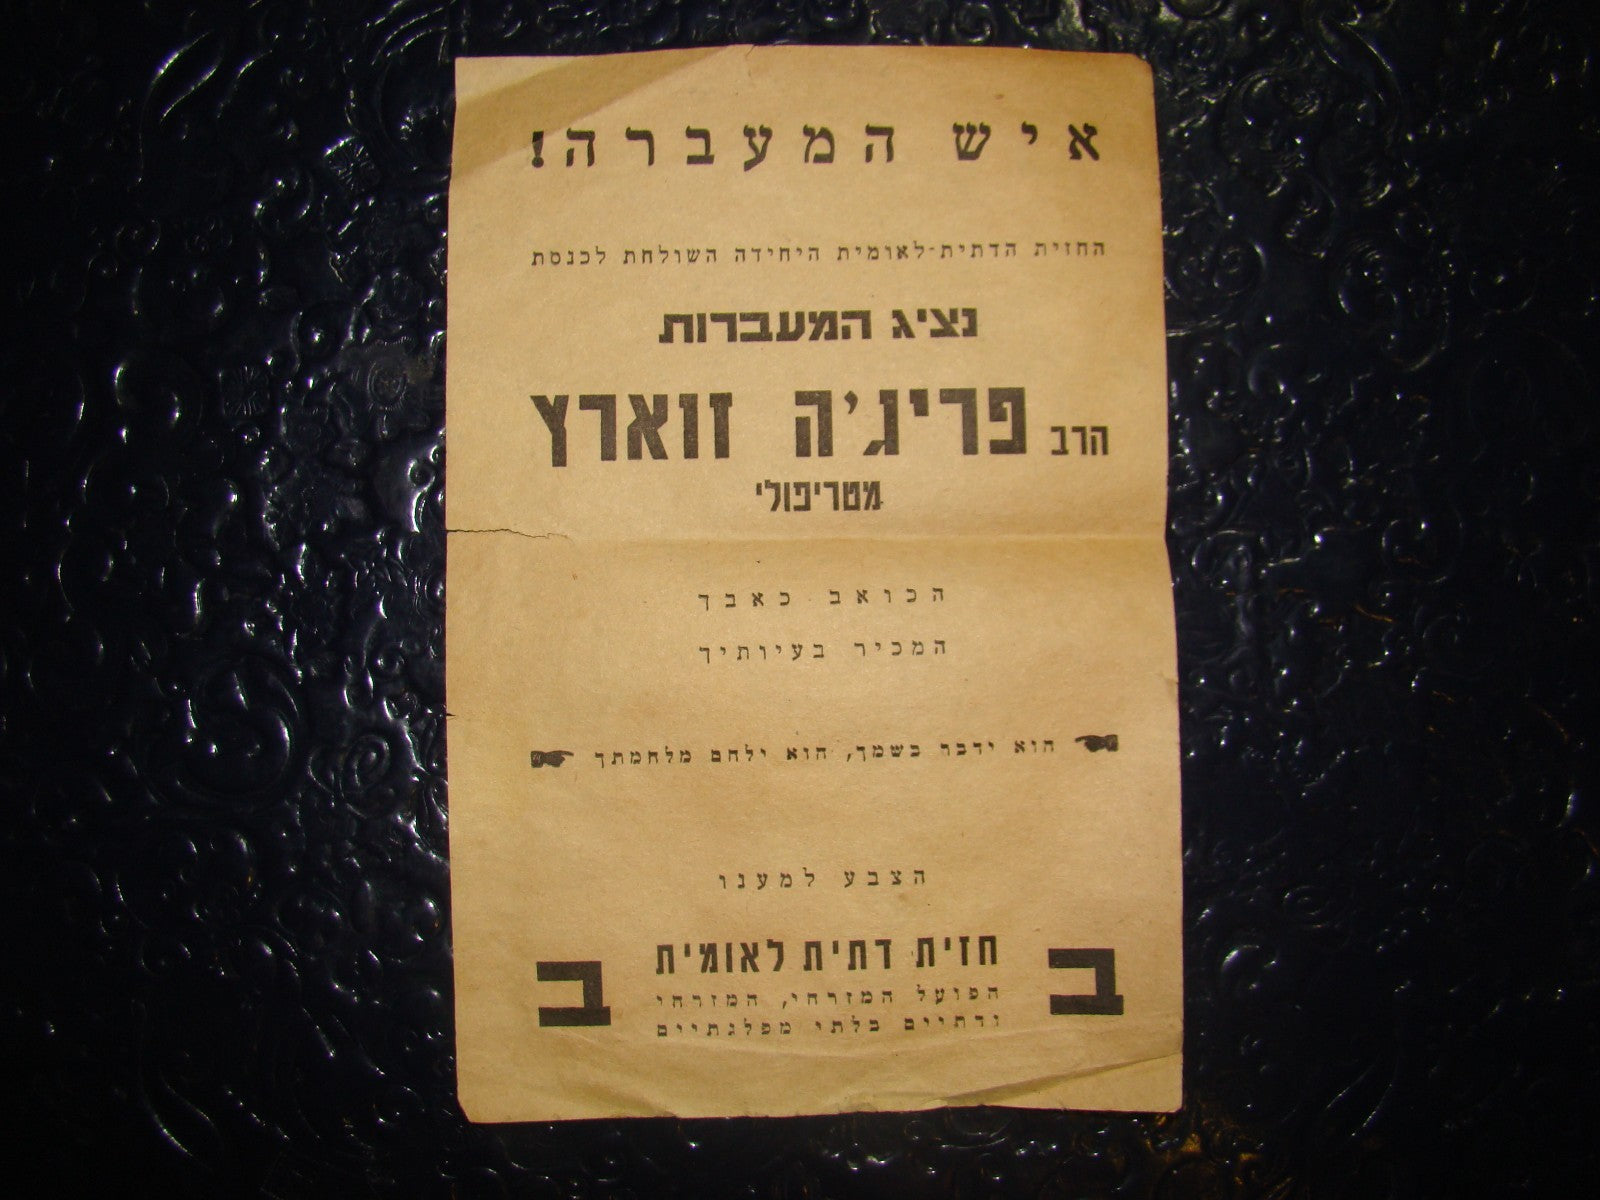 איש המעברה!
החזית הדתית-לאומית היחידה השולחת לכנסת
נציג המעברות
הרב פריג'ה זוארץ
מטריפולי
הכואב כאבך
המכיר בעיותיך
הוא ידבר בשמך, הוא ילחם מלחמתך
הצבע למענו
ב חזית דתית לאומית ב
הפועל המזרחי, המזרחי
ודתיים בלתי מפלגתיים